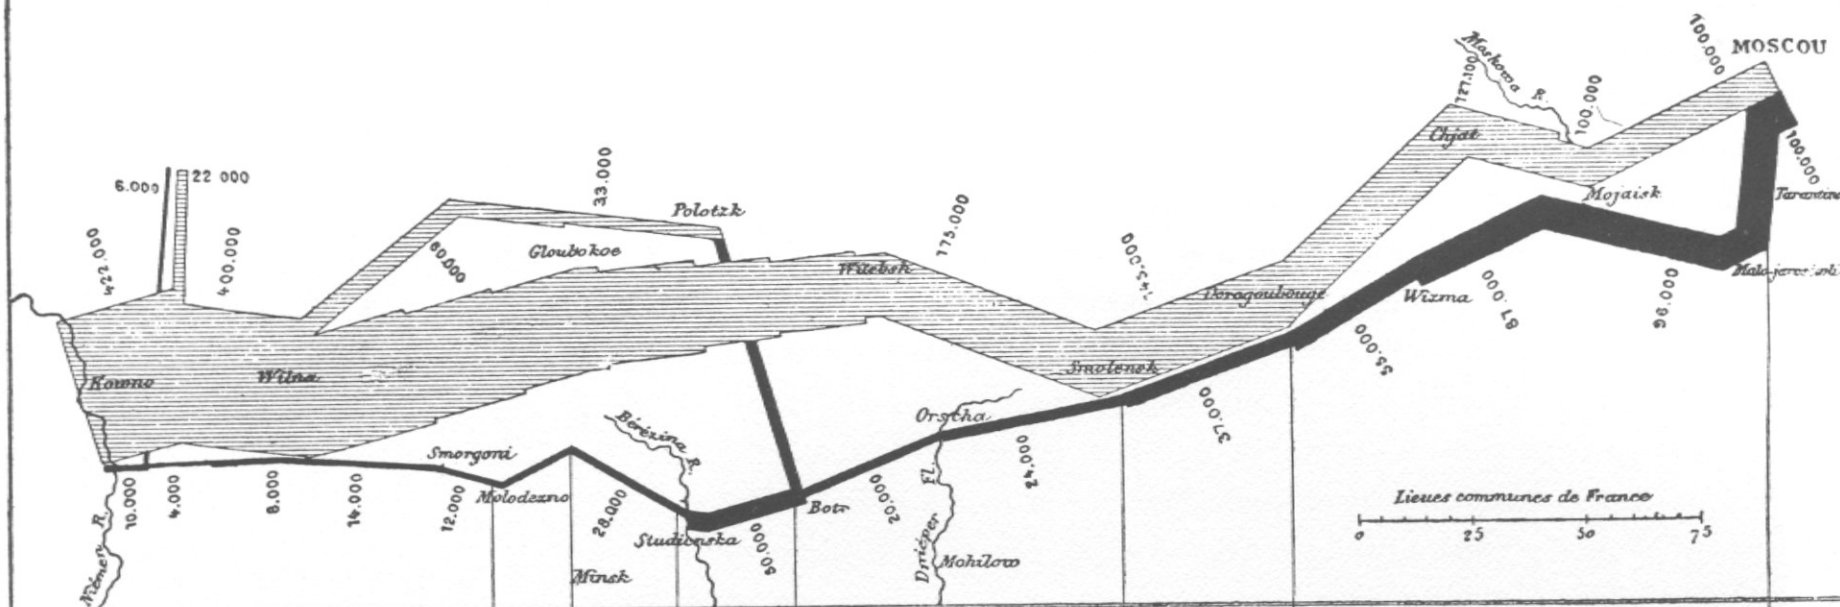 100.000
MOSCOU
Moskowa R.
127.100
100.000
Chjat
100.000
6.000
22 000
33.000
Polotzk
Mojaisk
Tarantino
422.000
400.000
60.000
Gloubokoe
Witebsk
175.000
145.000
Dorogoubouge
Wizma
87.000
96.000
55.000
Kowno
Wilna
Smolensk
37.000
Orscha
24.000
Bérézina R.
Smorgoni
Molodezno
Botr
20.000
Lieues communes de France
0 25 50 75
10.000
4.000
8.000
14.000
12.000
28.000
Studienska
50.000
Niémen R.
Minsk
Dniéper Fl.
Mohilow